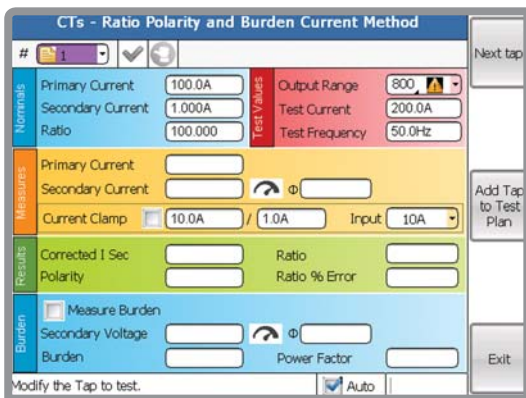 CTs - Ratio Polarity and Burden Current Method
# 1
Next tap
Nominals
Primary Current 100.0A
Secondary Current 1.000A
Ratio 100.000
Test Values
Output Range 800
Test Current 200.0A
Test Frequency 50.0Hz
Measures
Primary Current
Secondary Current Φ
Current Clamp 10.0A / 1.0A Input 10A
Add Tap to Test Plan
Results
Corrected I Sec Ratio
Polarity Ratio % Error
Burden
Measure Burden
Secondary Voltage Φ
Burden Power Factor
Exit
Modify the Tap to test. Auto